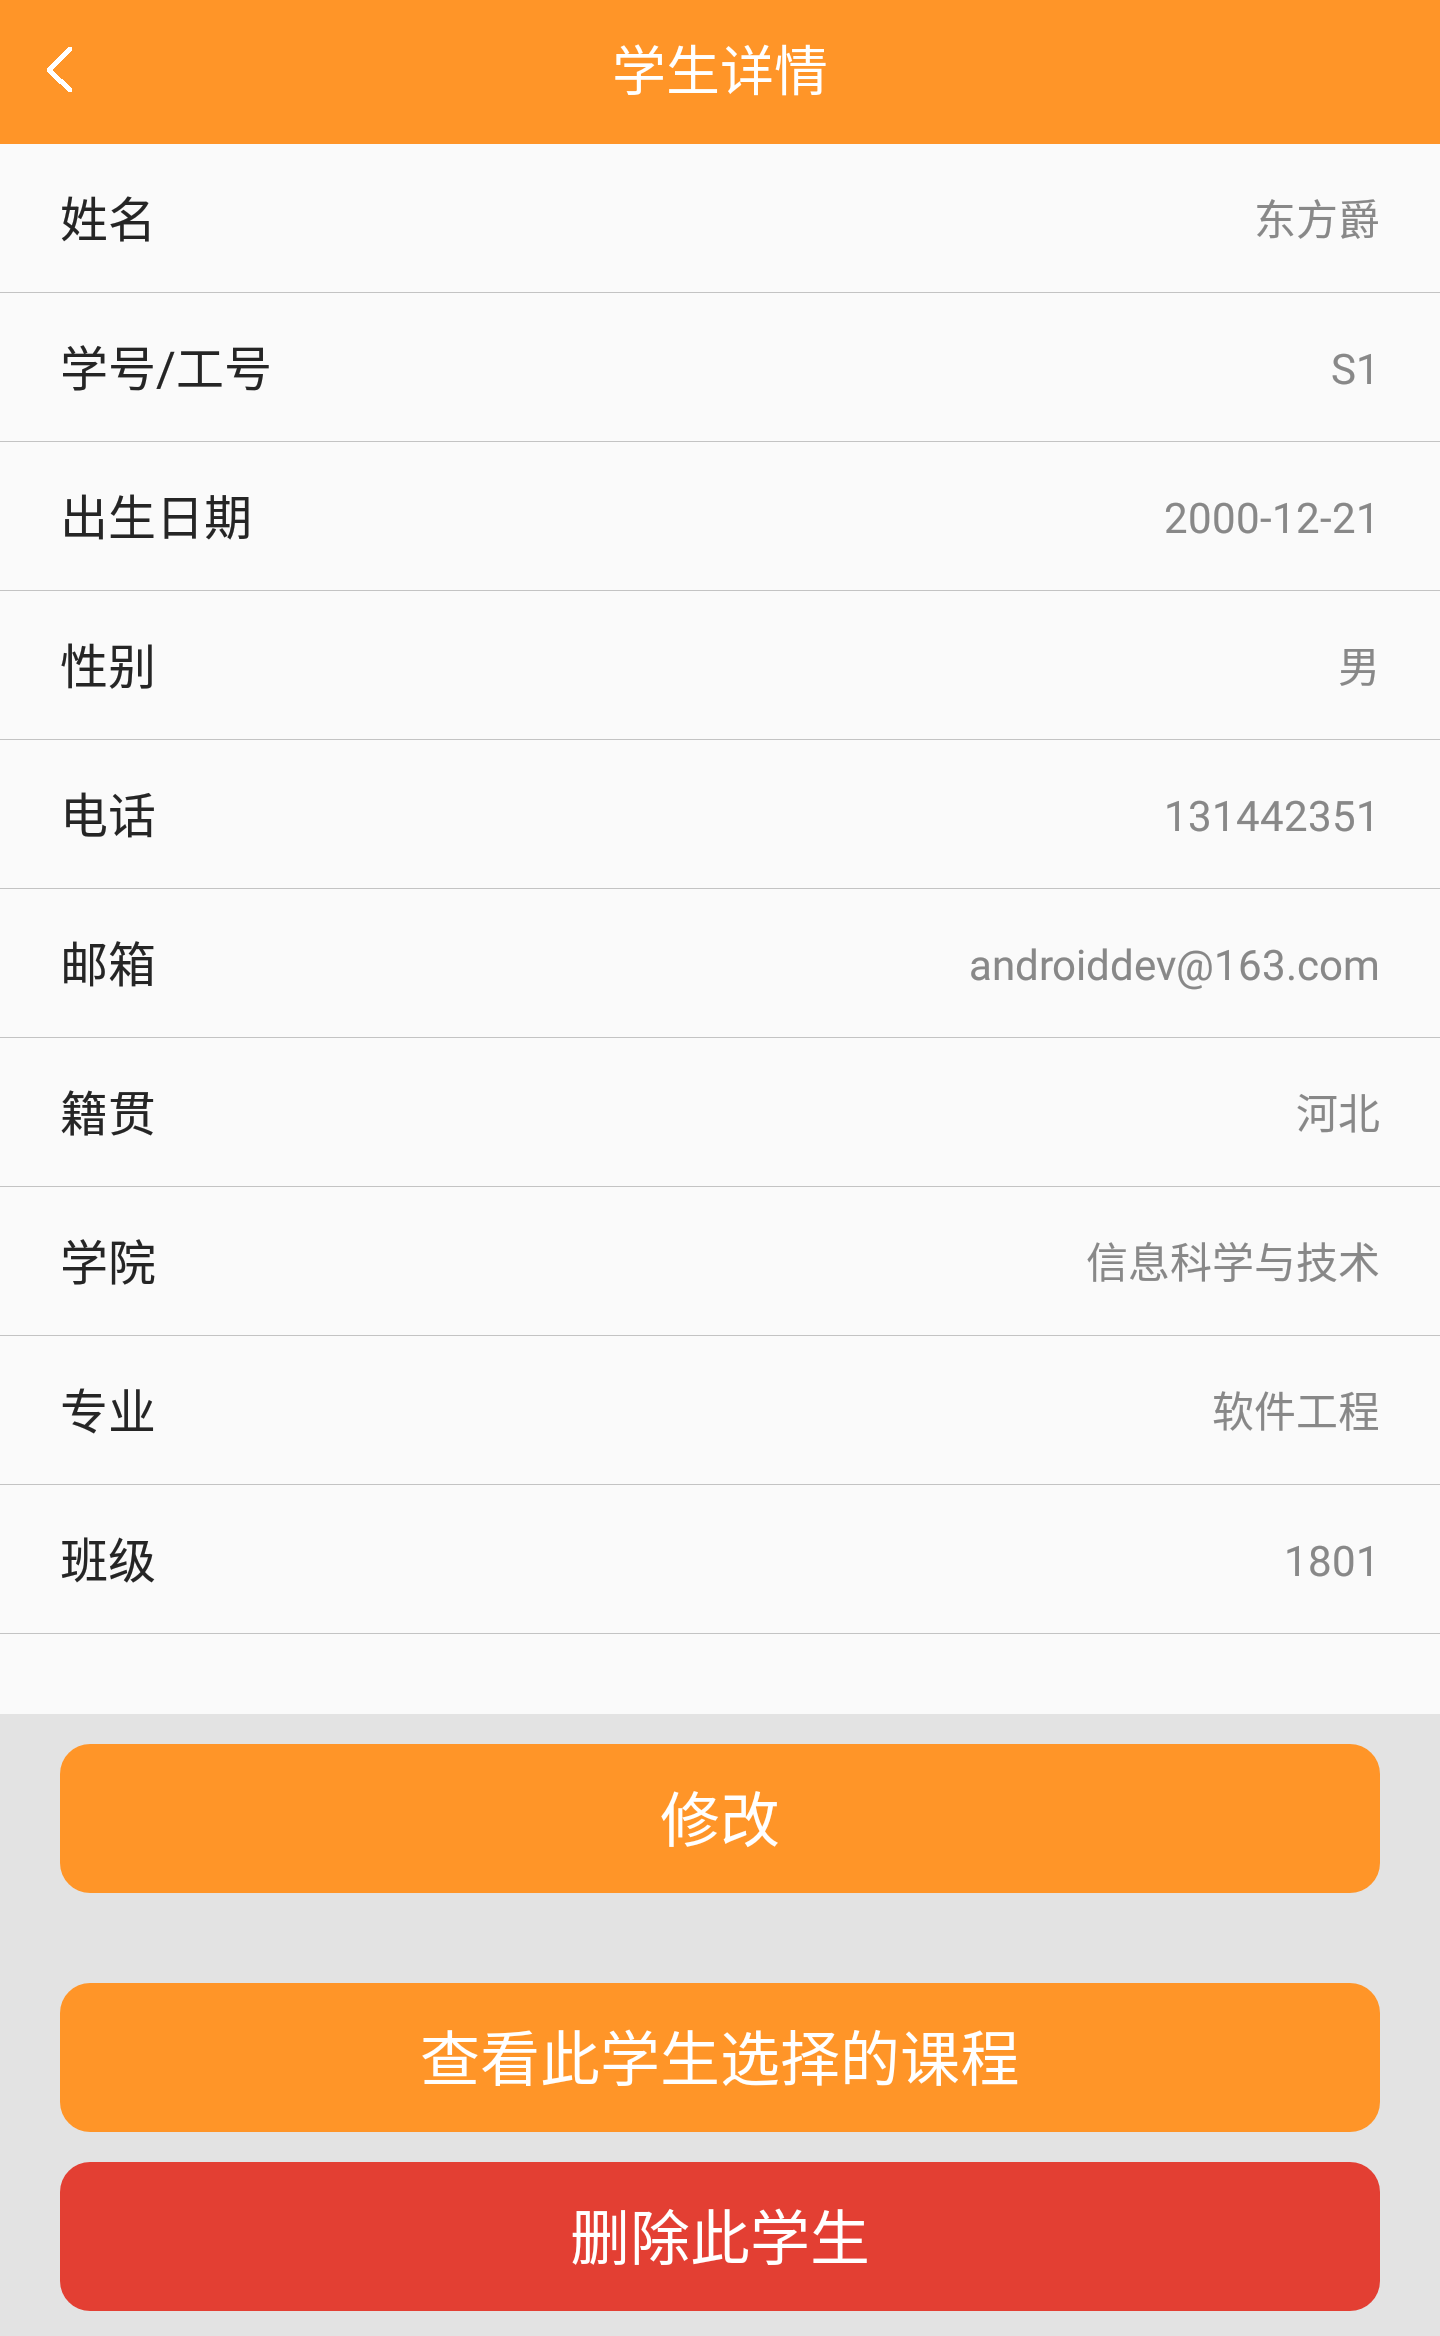 学生详情
姓名 东方爵
学号/工号 S1
出生日期 2000-12-21
性别 男
电话 131442351
邮箱 androiddev@163.com
籍贯 河北
学院 信息科学与技术
专业 软件工程
班级 1801
修改
查看此学生选择的课程
删除此学生